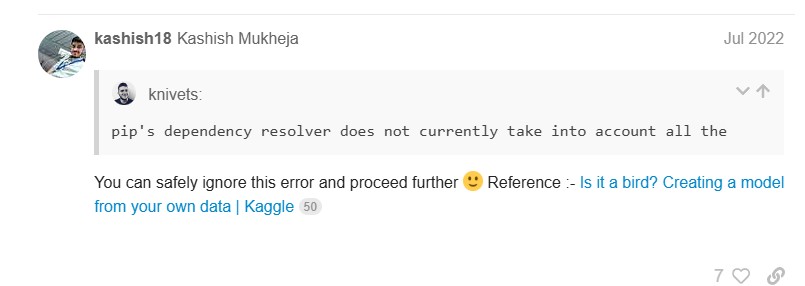 kashish18 Kashish Mukheja Jul 2022
knivets:
pip's dependency resolver does not currently take into account all the
You can safely ignore this error and proceed further 🙂 Reference :- Is it a bird? Creating a model
from your own data | Kaggle 50
7